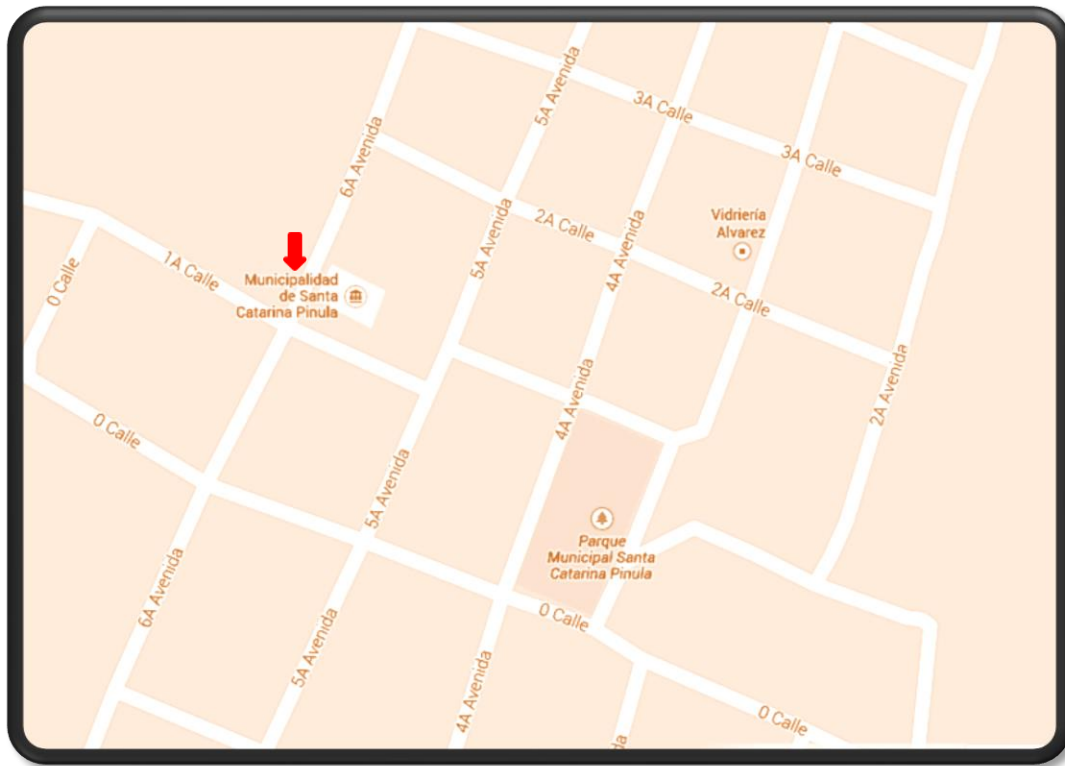 5A Avenida
3A Calle
6A Avenida
3A Calle
5A Avenida
2A Calle
4A Avenida
Vidriería
Alvarez
1A Calle
0 Calle
Municipalidad
de Santa
Catarina Pinula
2A Calle
4A Avenida
2A Avenida
0 Calle
5A Avenida
Parque
Municipal Santa
Catarina Pinula
6A Avenida
0 Calle
5A Avenida
4A Avenida
0 Calle
da